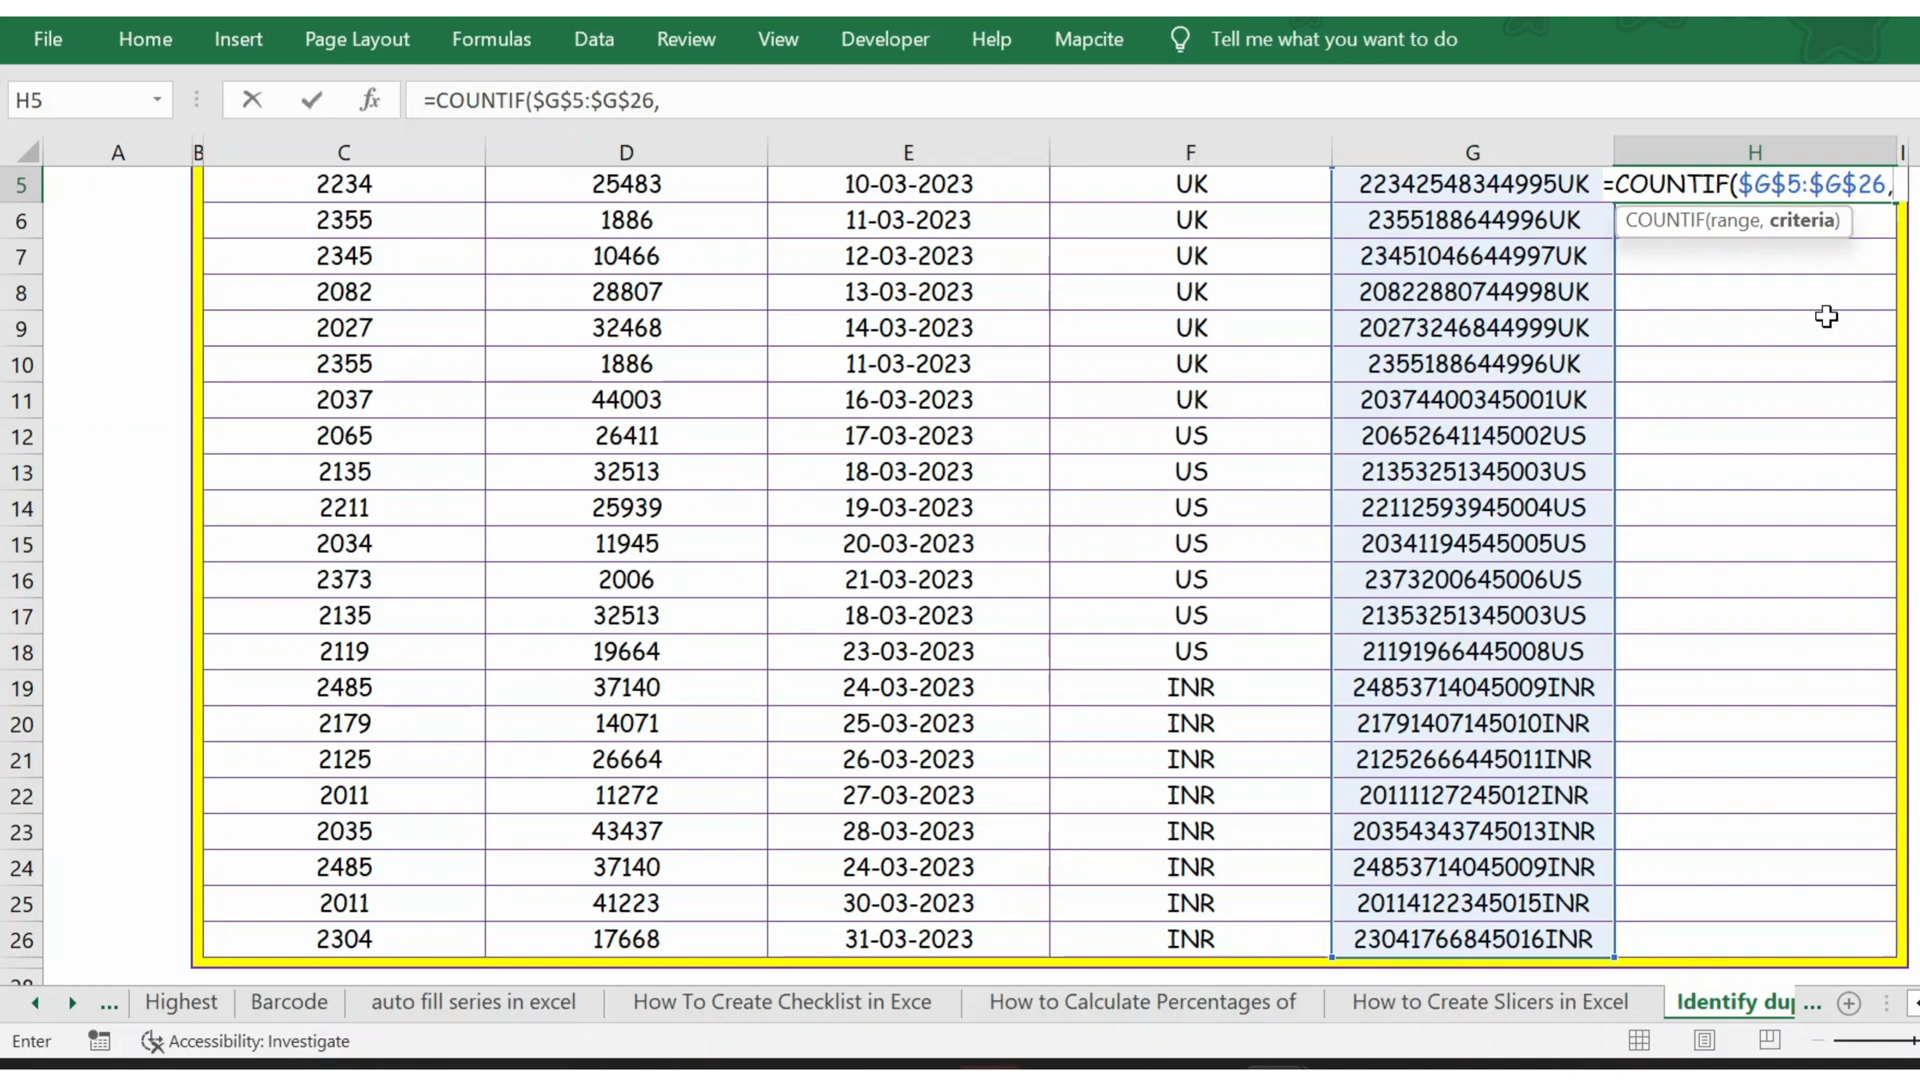 File Home Insert Page Layout Formulas Data Review View Developer Help Mapcite Tell me what you want to do
H5 fx =COUNTIF($G$5:$G$26,
A B C D E F G H I
5 2234 25483 10-03-2023 UK 22342548344995UK =COUNTIF($G$5:$G$26,
6 2355 1886 11-03-2023 UK 2355188644996UK COUNTIF(range, criteria)
7 2345 10466 12-03-2023 UK 23451046644997UK
8 2082 28807 13-03-2023 UK 20822880744998UK
9 2027 32468 14-03-2023 UK 20273246844999UK
10 2355 1886 11-03-2023 UK 2355188644996UK
11 2037 44003 16-03-2023 UK 20374400345001UK
12 2065 26411 17-03-2023 US 20652641145002US
13 2135 32513 18-03-2023 US 21353251345003US
14 2211 25939 19-03-2023 US 22112593945004US
15 2034 11945 20-03-2023 US 20341194545005US
16 2373 2006 21-03-2023 US 2373200645006US
17 2135 32513 18-03-2023 US 21353251345003US
18 2119 19664 23-03-2023 US 21191966445008US
19 2485 37140 24-03-2023 INR 24853714045009INR
20 2179 14071 25-03-2023 INR 21791407145010INR
21 2125 26664 26-03-2023 INR 21252666445011INR
22 2011 11272 27-03-2023 INR 20111127245012INR
23 2035 43437 28-03-2023 INR 20354343745013INR
24 2485 37140 24-03-2023 INR 24853714045009INR
25 2011 41223 30-03-2023 INR 20114122345015INR
26 2304 17668 31-03-2023 INR 23041766845016INR
... Highest Barcode auto fill series in excel How To Create Checklist in Exce How to Calculate Percentages of How to Create Slicers in Excel Identify dup ...
Enter Accessibility: Investigate